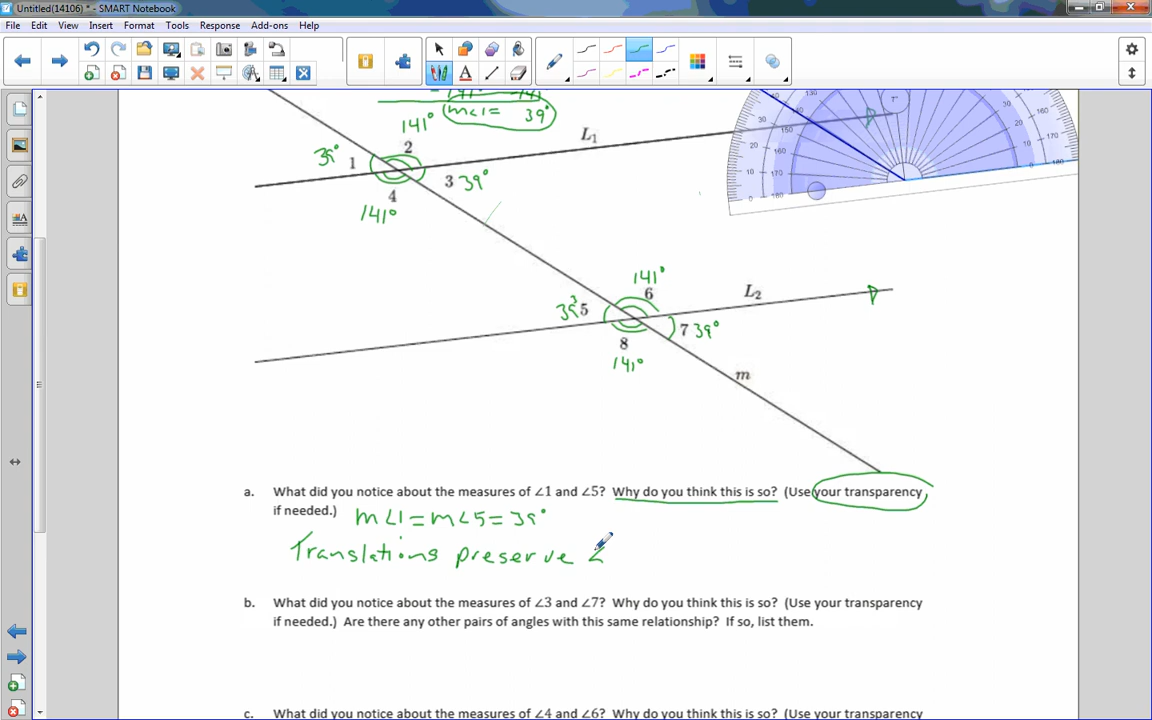 Untitled(14106) * - SMART Notebook
File Edit View Insert Format Tools Response Add-ons Help
141° m<1= 39°
L1
39° 1 2
3 39°
4
141°
141°
6
L2
39° 5
7 39°
8
141°
m
a. What did you notice about the measures of ∠1 and ∠5? Why do you think this is so? (Use your transparency
if needed.) m<1=m<5=39°
Translations preserve <
b. What did you notice about the measures of ∠3 and ∠7? Why do you think this is so? (Use your transparency
if needed.) Are there any other pairs of angles with this same relationship? If so, list them.
c. What did you notice about the measures of ∠4 and ∠6? Why do you think this is so? (Use your transparency